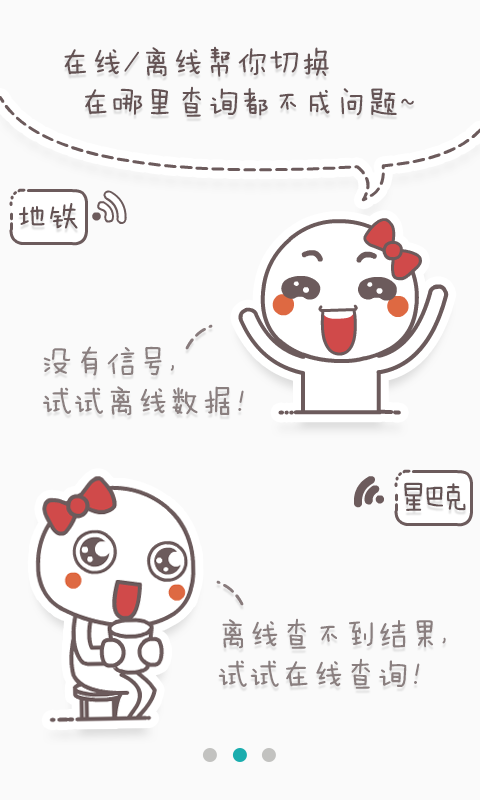 在线/离线帮你切换
在哪里查询都不成问题~
地铁
没有信号,
试试离线数据!
星巴克
离线查不到结果,
试试在线查询!